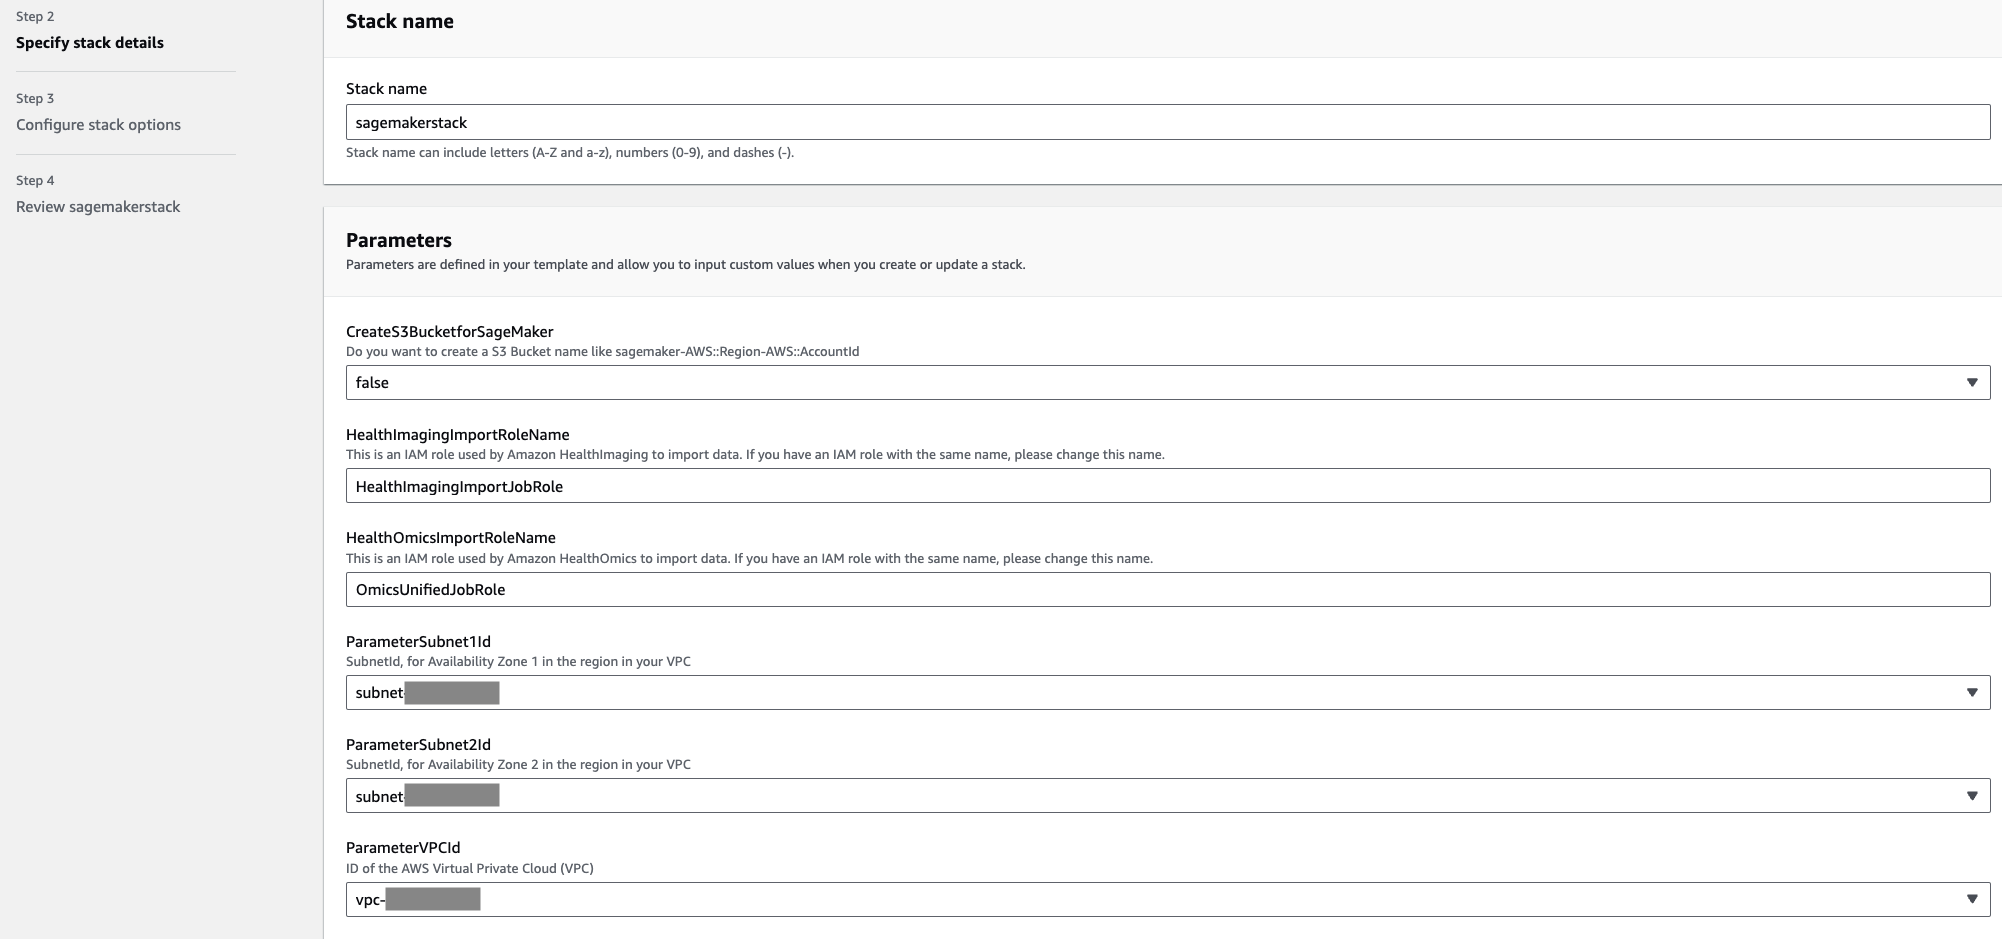 Step 2
Specify stack details
Step 3
Configure stack options
Step 4
Review sagemakerstack
Stack name
Stack name
sagemakerstack
Stack name can include letters (A-Z and a-z), numbers (0-9), and dashes (-).
Parameters
Parameters are defined in your template and allow you to input custom values when you create or update a stack.
CreateS3BucketforSageMaker
Do you want to create a S3 Bucket name like sagemaker-AWS::Region-AWS::AccountId
false
HealthImagingImportRoleName
This is an IAM role used by Amazon HealthImaging to import data. If you have an IAM role with the same name, please change this name.
HealthImagingImportJobRole
HealthOmicsImportRoleName
This is an IAM role used by Amazon HealthOmics to import data. If you have an IAM role with the same name, please change this name.
OmicsUnifiedJobRole
ParameterSubnet1Id
SubnetId, for Availability Zone 1 in the region in your VPC
subnet
ParameterSubnet2Id
SubnetId, for Availability Zone 2 in the region in your VPC
subnet
ParameterVPCId
ID of the AWS Virtual Private Cloud (VPC)
vpc-